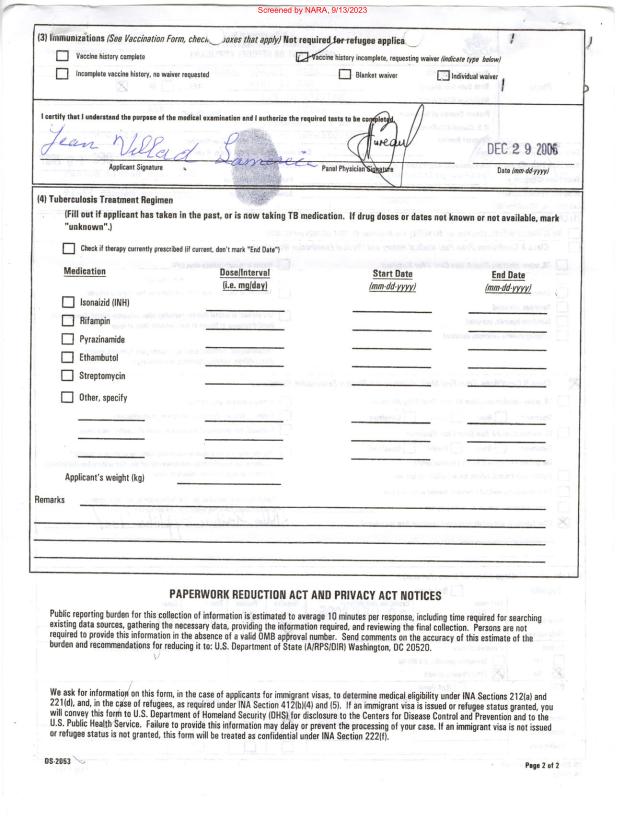 Screened by NARA, 9/13/2023
(3) Immunizations (See Vaccination Form, check boxes that apply) Not required for refugee applica
Vaccine history complete
Vaccine history incomplete, requesting waiver (indicate type below)
Incomplete vaccine history, no waiver requested
Blanket waiver
Individual waiver
I certify that I understand the purpose of the medical examination and I authorize the required tests to be completed.
Jean Villad
DEC 29 2006
Applicant Signature
Panel Physician Signature
Date (mm-dd-yyyy)
(4) Tuberculosis Treatment Regimen
(Fill out if applicant has taken in the past, or is now taking TB medication. If drug doses or dates not known or not available, mark
"unknown".)
Check if therapy currently prescribed (if current, don't mark "End Date")
Medication Dose/Interval Start Date End Date
(i.e. mg/day) (mm-dd-yyyy) (mm-dd-yyyy)
Isonaizid (INH)
Rifampin
Pyrazinamide
Ethambutol
Streptomycin
Other, specify
Applicant's weight (kg)
Remarks
PAPERWORK REDUCTION ACT AND PRIVACY ACT NOTICES
Public reporting burden for this collection of information is estimated to average 10 minutes per response, including time required for searching
existing data sources, gathering the necessary data, providing the information required, and reviewing the final collection. Persons are not
required to provide this information in the absence of a valid OMB approval number. Send comments on the accuracy of this estimate of the
burden and recommendations for reducing it to: U.S. Department of State (A/RPS/DIR) Washington, DC 20520.
We ask for information on this form, in the case of applicants for immigrant visas, to determine medical eligibility under INA Sections 212(a) and
221(d), and, in the case of refugees, as required under INA Section 412(b)(4) and (5). If an immigrant visa is issued or refugee status granted, you
will convey this form to U.S. Department of Homeland Security (DHS) for disclosure to the Centers for Disease Control and Prevention and to the
U.S. Public Health Service. Failure to provide this information may delay or prevent the processing of your case. If an immigrant visa is not issued
or refugee status is not granted, this form will be treated as confidential under INA Section 222(f).
DS-2053
Page 2 of 2